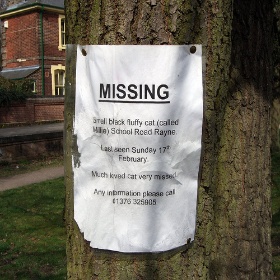 MISSING
Small black fluffy cat (called
Millie) School Road Rayne.
Last seen Sunday 17th
February.
Much loved cat very missed.
Any information please call
01376 325905